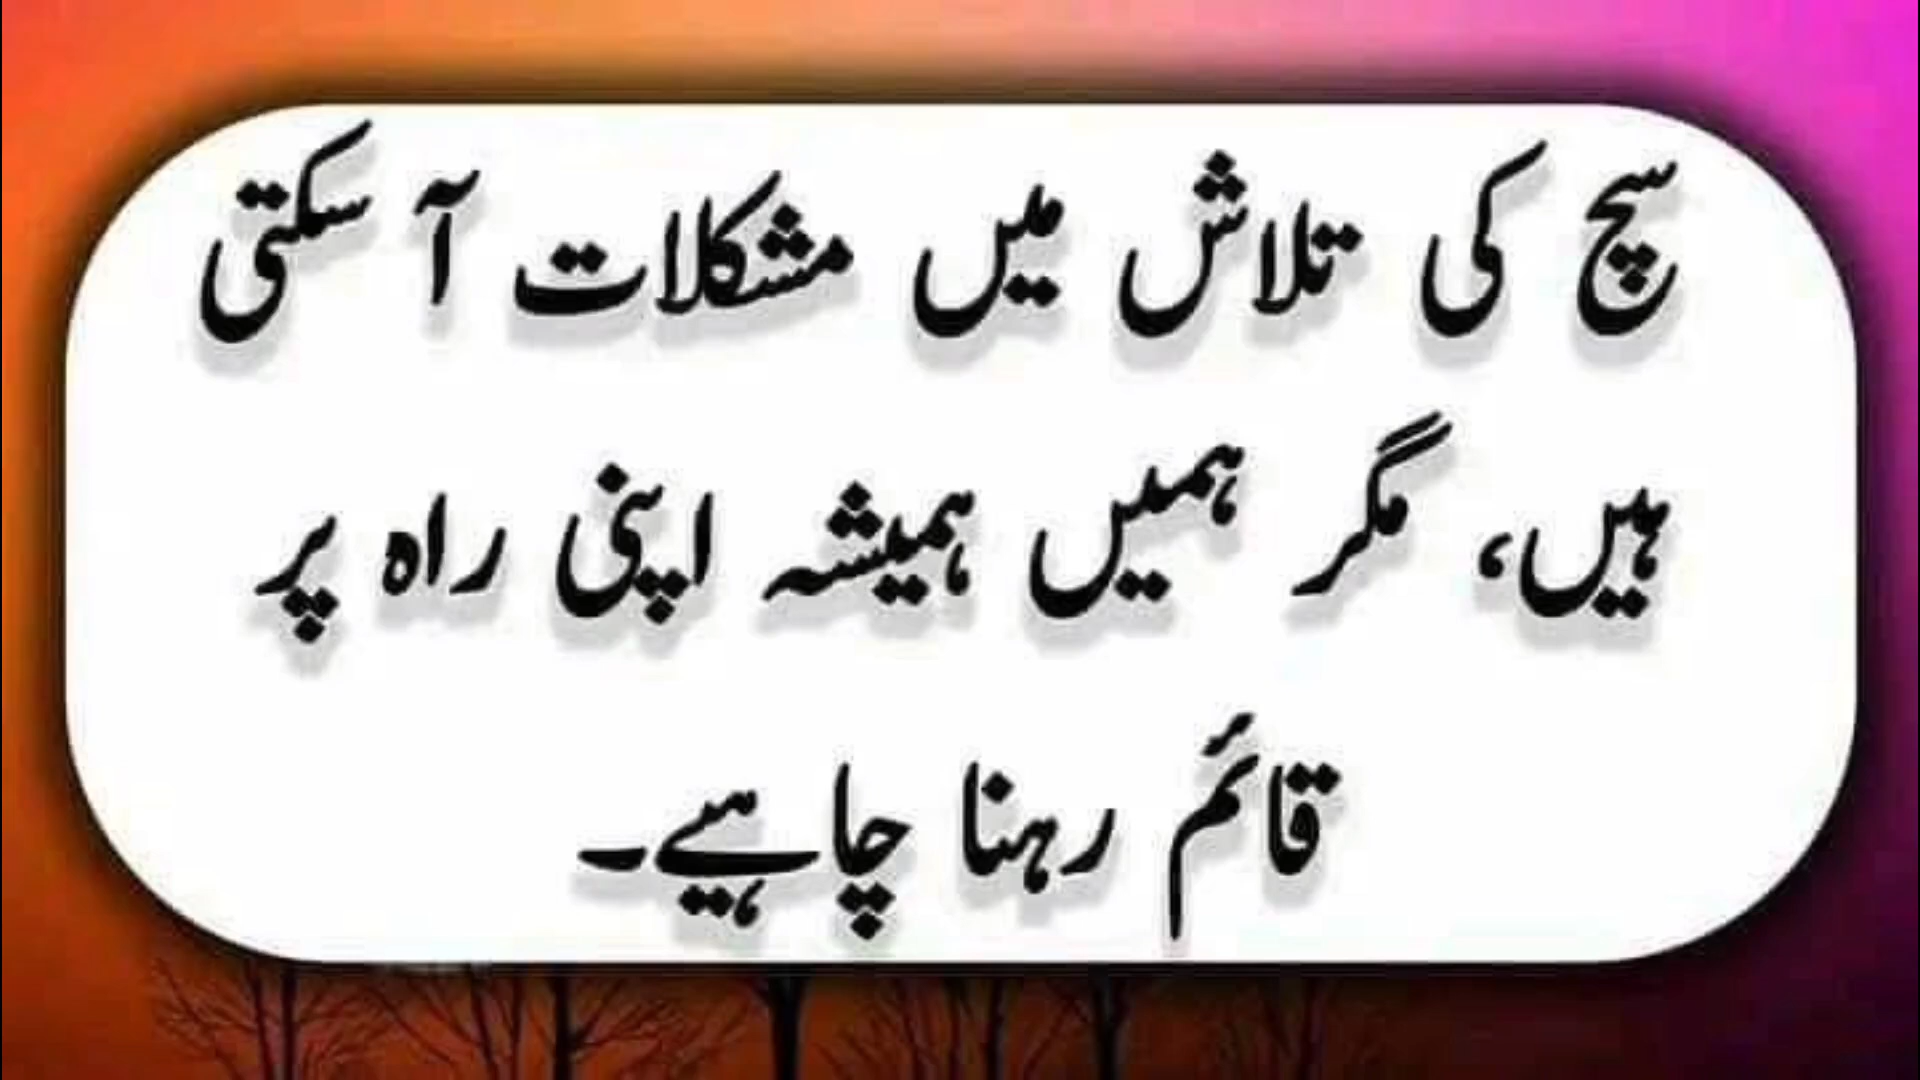 سچ کی تلاش میں مشکلات آ سکتی
ہیں، مگر ہمیں ہمیشہ اپنی راہ پر
قائم رہنا چاہیے۔